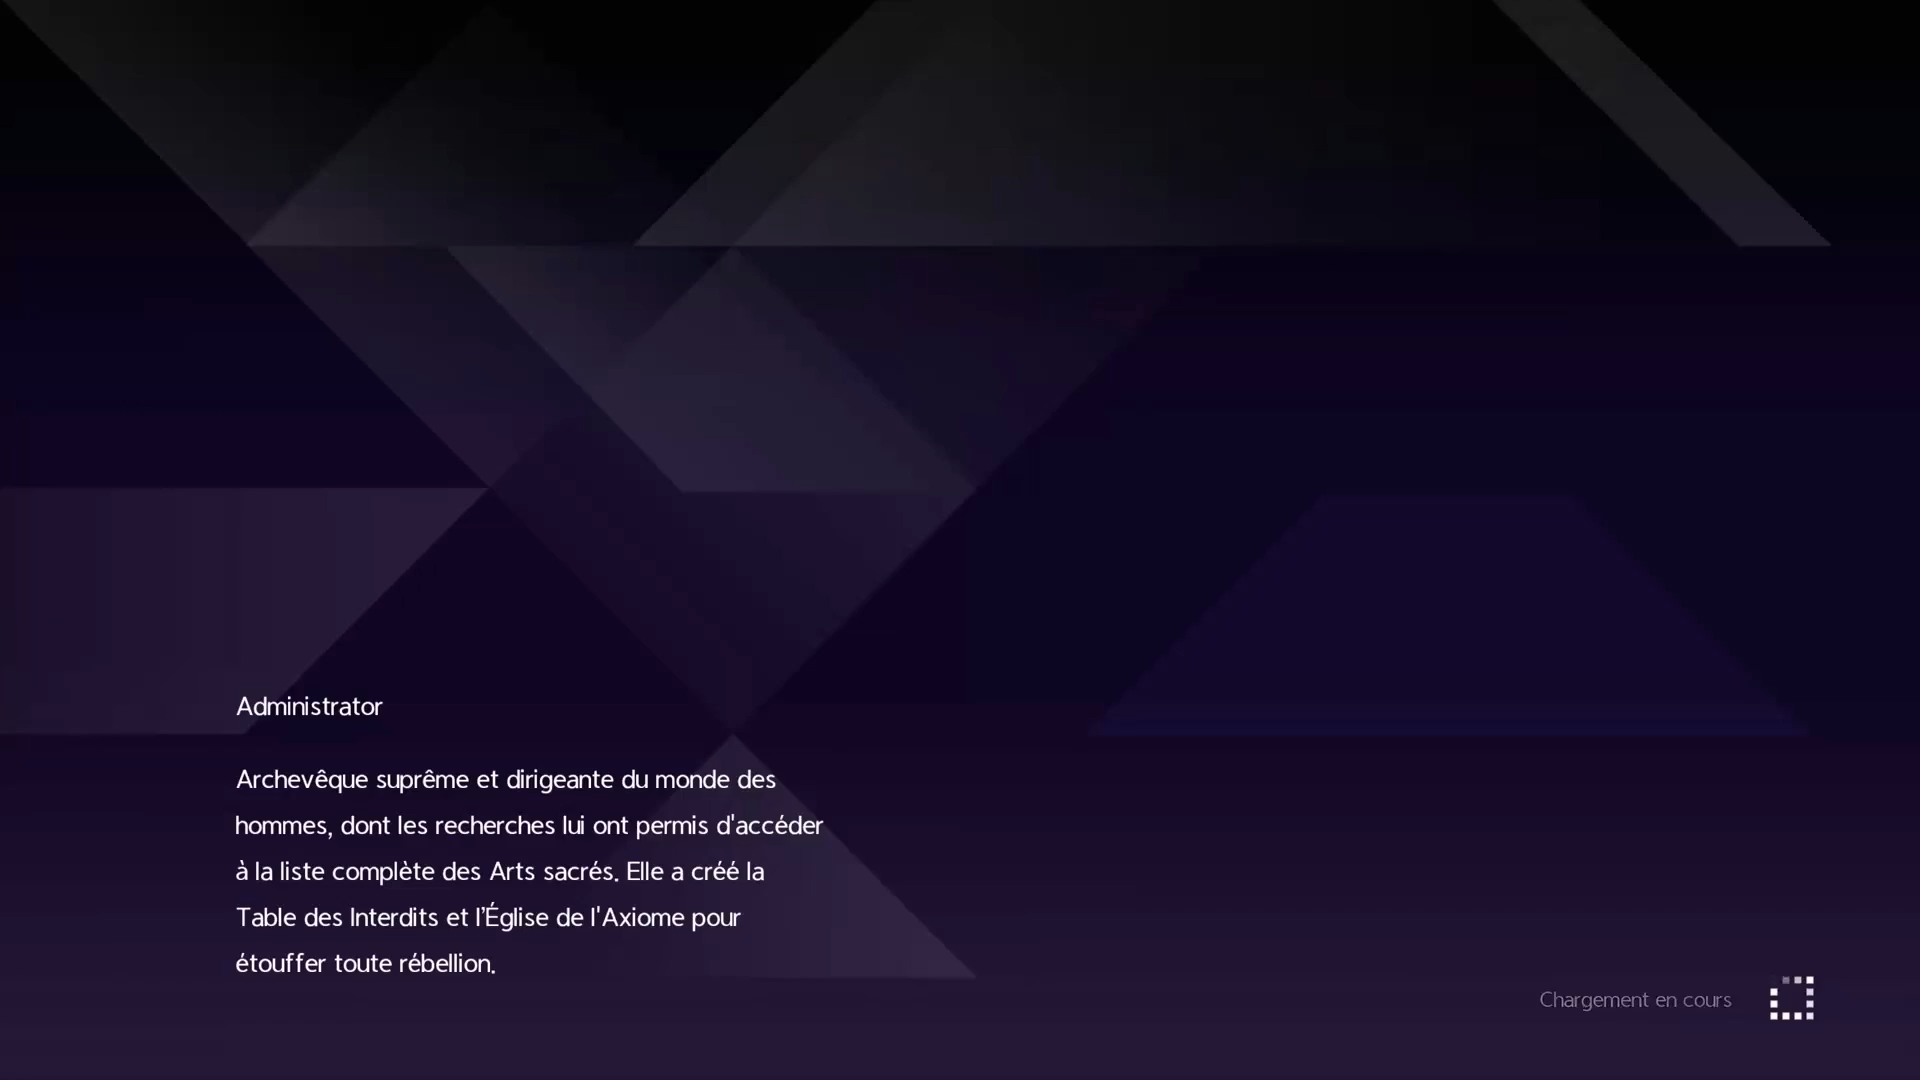 Administrator
Archevêque suprême et dirigeante du monde des
hommes, dont les recherches lui ont permis d'accéder
à la liste complète des Arts sacrés. Elle a créé la
Table des Interdits et l’Église de l'Axiome pour
étouffer toute rébellion.
Chargement en cours